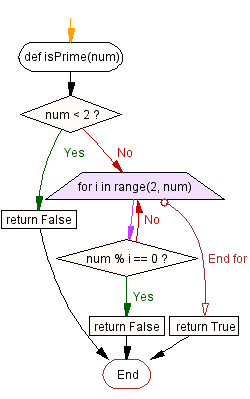 def isPrime(num)
num < 2 ?
Yes
No
for i in range(2, num)
return False
No
num % i == 0 ?
End for
Yes
return False
return True
End